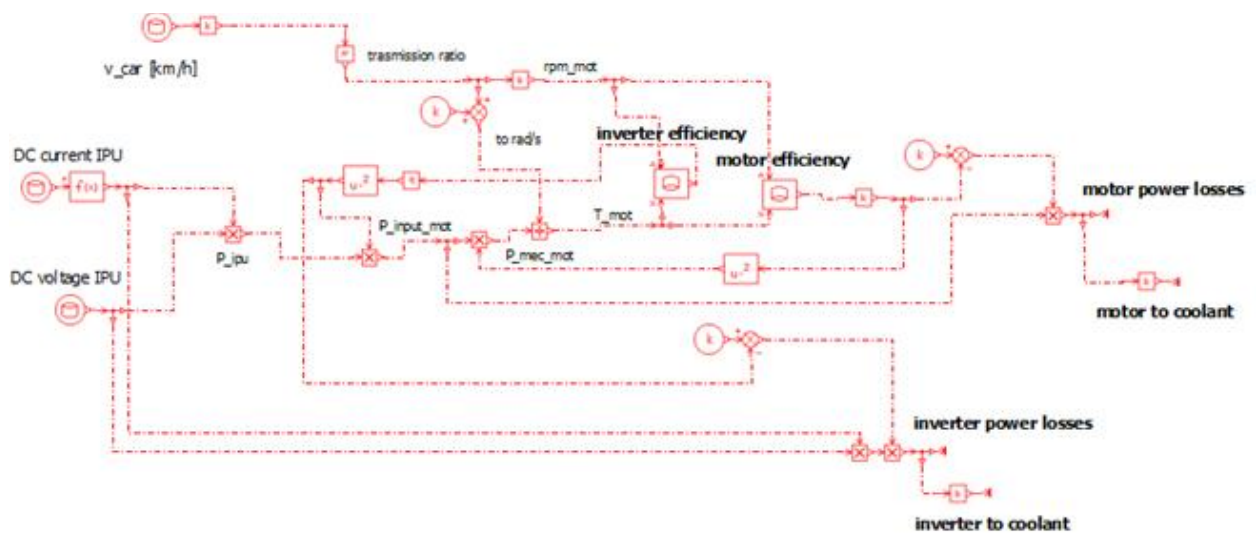 k
v_car [km/h]
trasmission ratio
k
rpm_mot
k
to rad/s
inverter efficiency
motor efficiency
DC current IPU
f(x)
k
k
T_mot
motor power losses
P_input_mot
P_mec_mot
P_ipu
DC voltage IPU
k
motor to coolant
k
inverter power losses
k
inverter to coolant